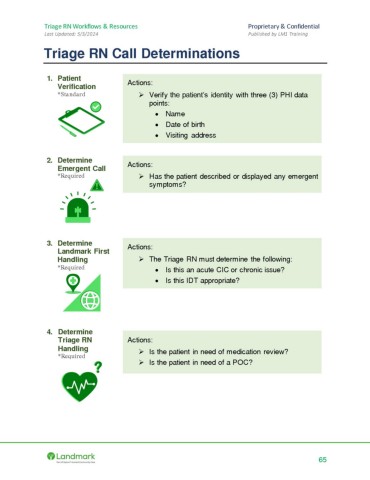 Triage RN Workflows & Resources
Proprietary & Confidential
Last Updated: 5/3/2024
Published by LM1 Training
Triage RN Call Determinations
1. Patient
Verification
*Standard
Actions:
➢ Verify the patient's identity with three (3) PHI data
points:
• Name
• Date of birth
• Visiting address
2. Determine
Emergent Call
*Required
Actions:
➢ Has the patient described or displayed any emergent
symptoms?
3. Determine
Landmark First
Handling
*Required
Actions:
➢ The Triage RN must determine the following:
• Is this an acute CIC or chronic issue?
• Is this IDT appropriate?
4. Determine
Triage RN
Handling
*Required
Actions:
➢ Is the patient in need of medication review?
➢ Is the patient in need of a POC?
?
Landmark
65